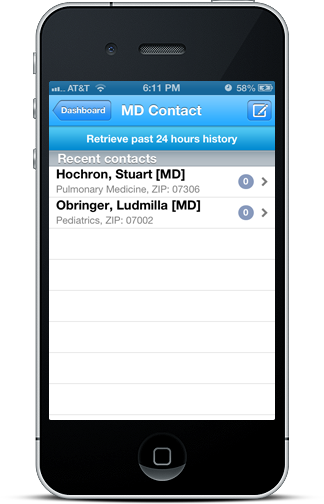 AT&T 6:11 PM 58%
Dashboard MD Contact
Retrieve past 24 hours history
Recent contacts
Hochron, Stuart [MD]
Pulmonary Medicine, ZIP: 07306
0
Obringer, Ludmilla [MD]
Pediatrics, ZIP: 07002
0